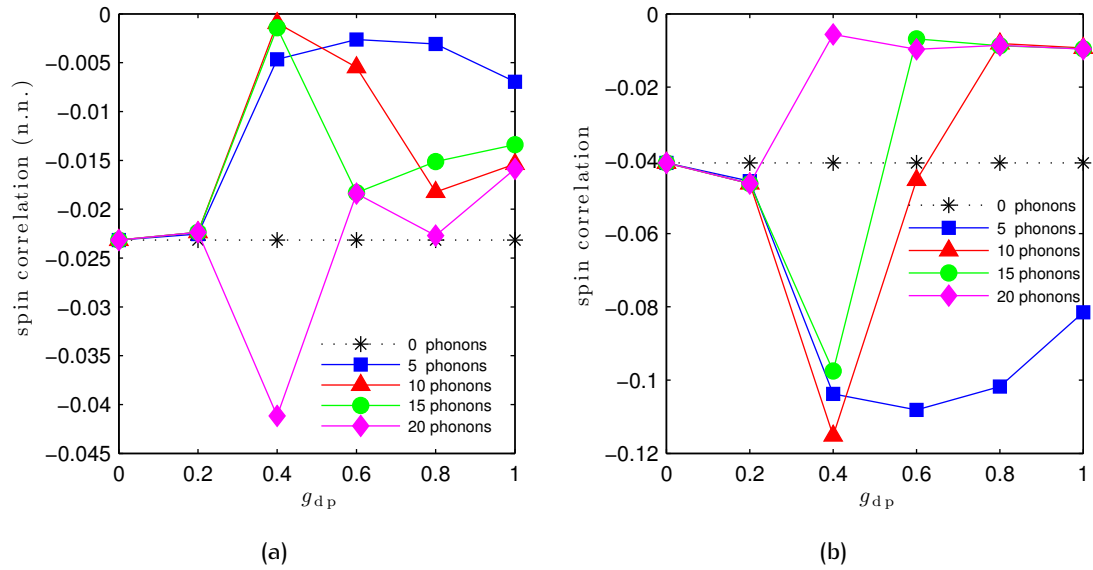 0
−0.005
−0.01
−0.015
−0.02
−0.025
−0.03
−0.035
−0.04
−0.045
0 0.2 0.4 0.6 0.8 1
spin correlation (n.n.)
g_dp
0 phonons
5 phonons
10 phonons
15 phonons
20 phonons
(a)
0
−0.02
−0.04
−0.06
−0.08
−0.1
−0.12
0 0.2 0.4 0.6 0.8 1
spin correlation
g_dp
0 phonons
5 phonons
10 phonons
15 phonons
20 phonons
(b)